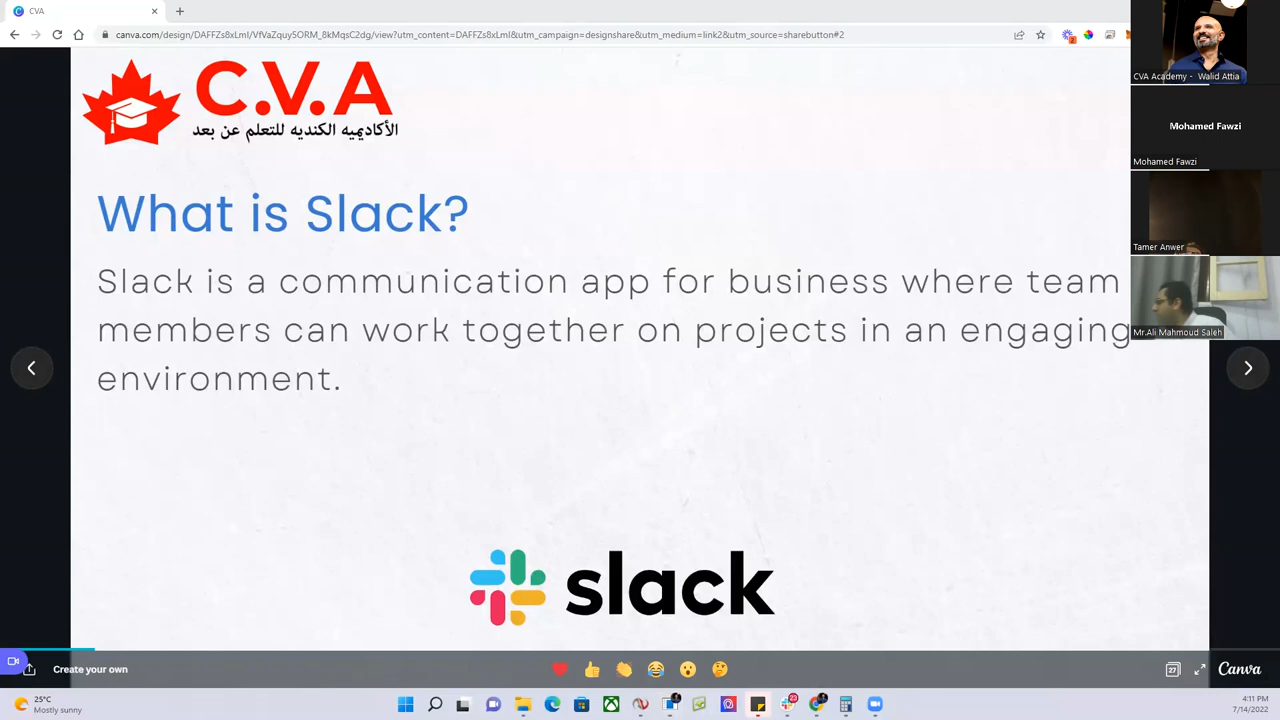 CVA
canva.com/design/DAFFZs8xLmI/VfVaZquy5ORM_8kMqsC2dg/view?utm_content=DAFFZs8xLmI&utm_campaign=designshare&utm_medium=link2&utm_source=sharebutton#2
CVA Academy - Walid Attia
C.V.A
الأكاديميه الكنديه للتعلم عن بعد
Mohamed Fawzi
Mohamed Fawzi
What is Slack?
Tamer Anwer
Slack is a communication app for business where team
members can work together on projects in an engaging
Mr.Ali Mahmoud Saleh
environment.
slack
Create your own
27
Canva
25°C
Mostly sunny
23
4:11 PM
7/14/2022